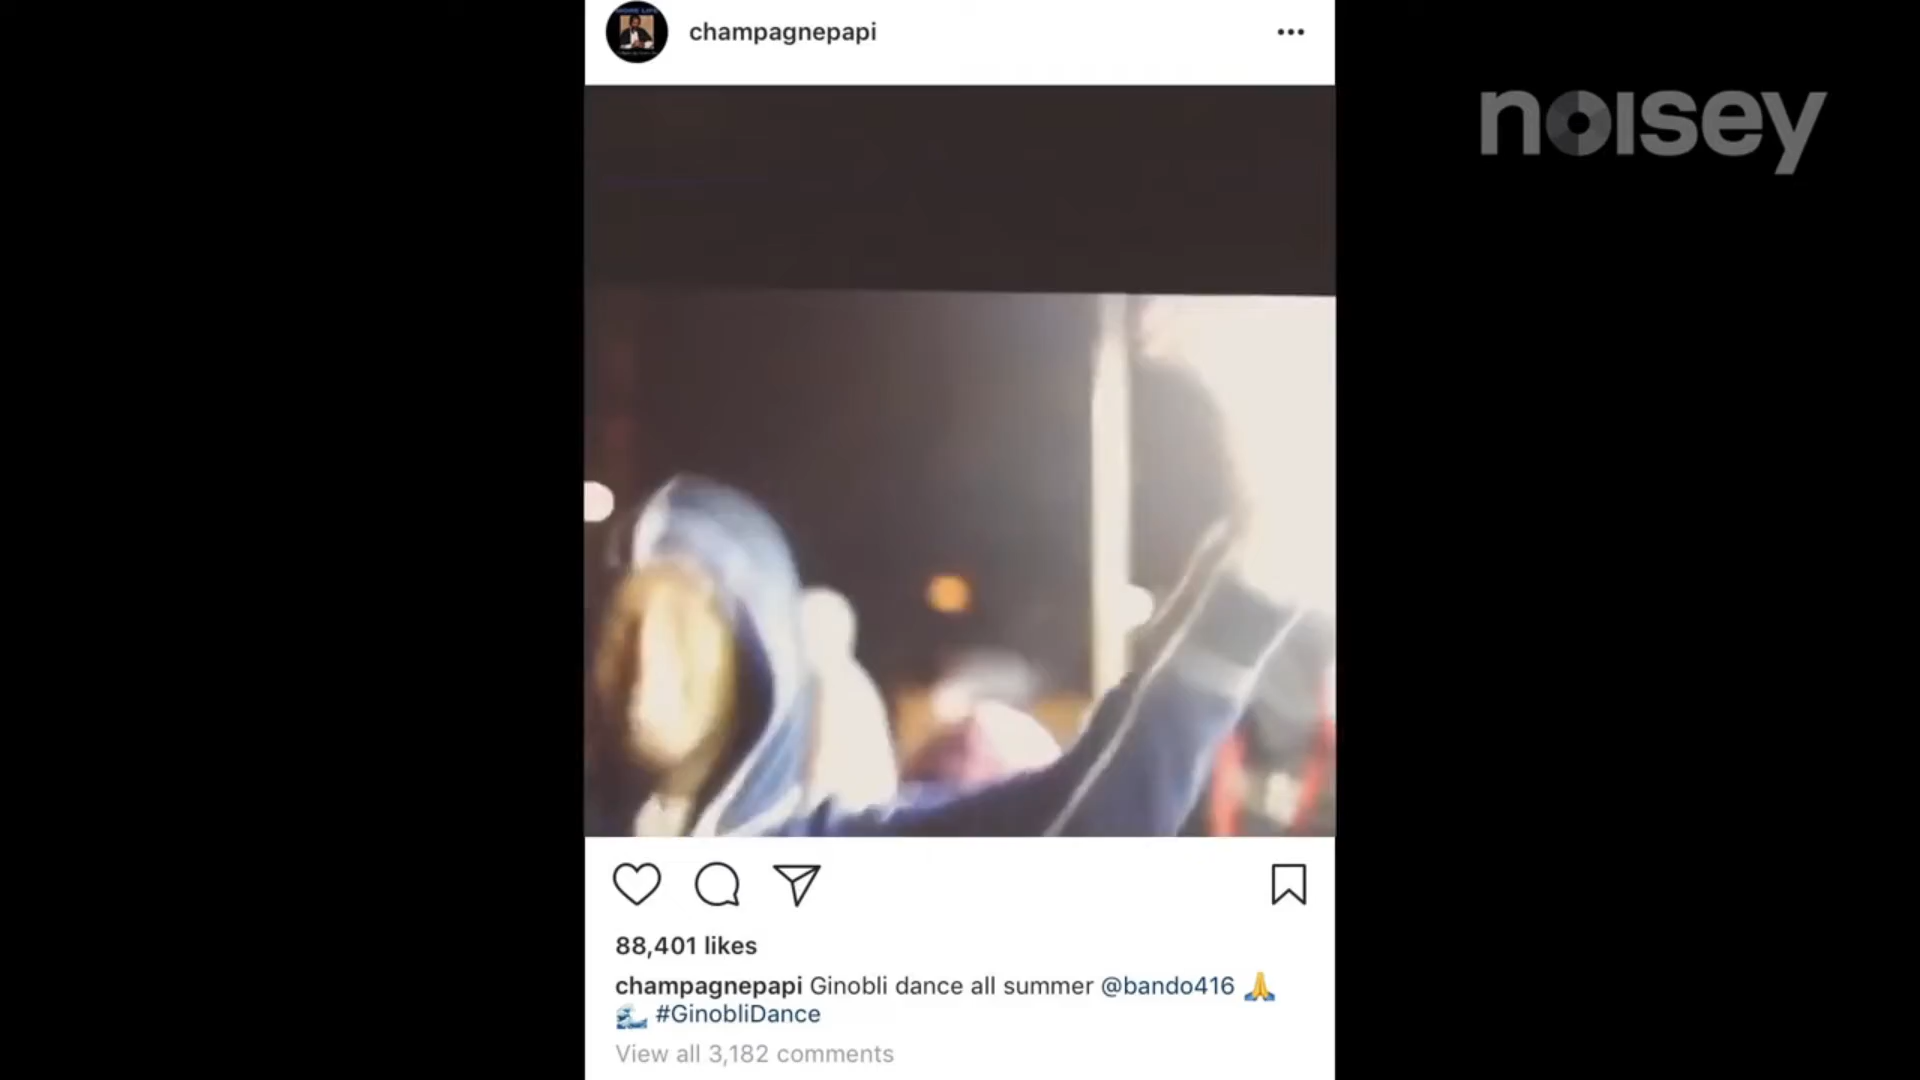 champagnepapi
noisey
88,401 likes
champagnepapi Ginobli dance all summer @bando416 🙏
🌊 #GinobliDance
View all 3,182 comments